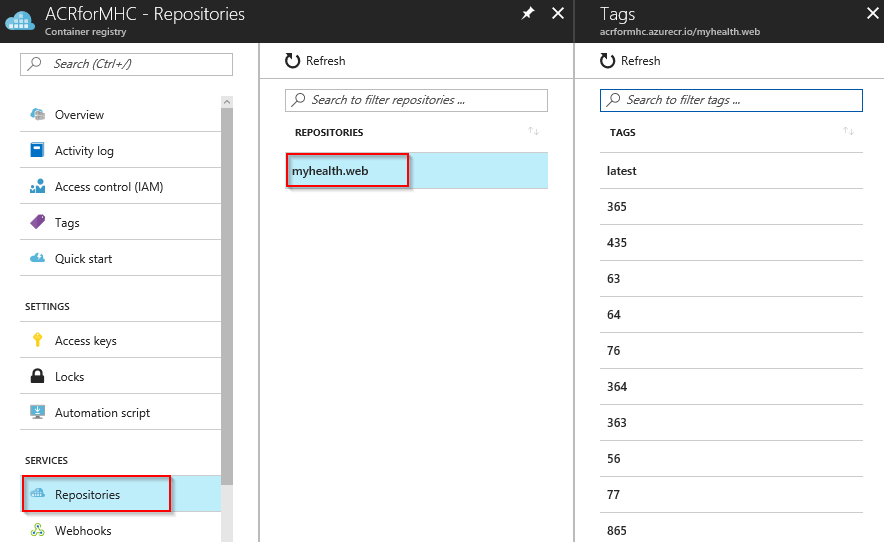 ACRforMHC - Repositories
Container registry
Search (Ctrl+/)
Overview
Activity log
Access control (IAM)
Tags
Quick start
SETTINGS
Access keys
Locks
Automation script
SERVICES
Repositories
Webhooks
Refresh
Search to filter repositories ...
REPOSITORIES
myhealth.web
Tags
acrformhc.azurecr.io/myhealth.web
Refresh
Search to filter tags ...
TAGS
latest
365
435
63
64
76
364
363
56
77
865